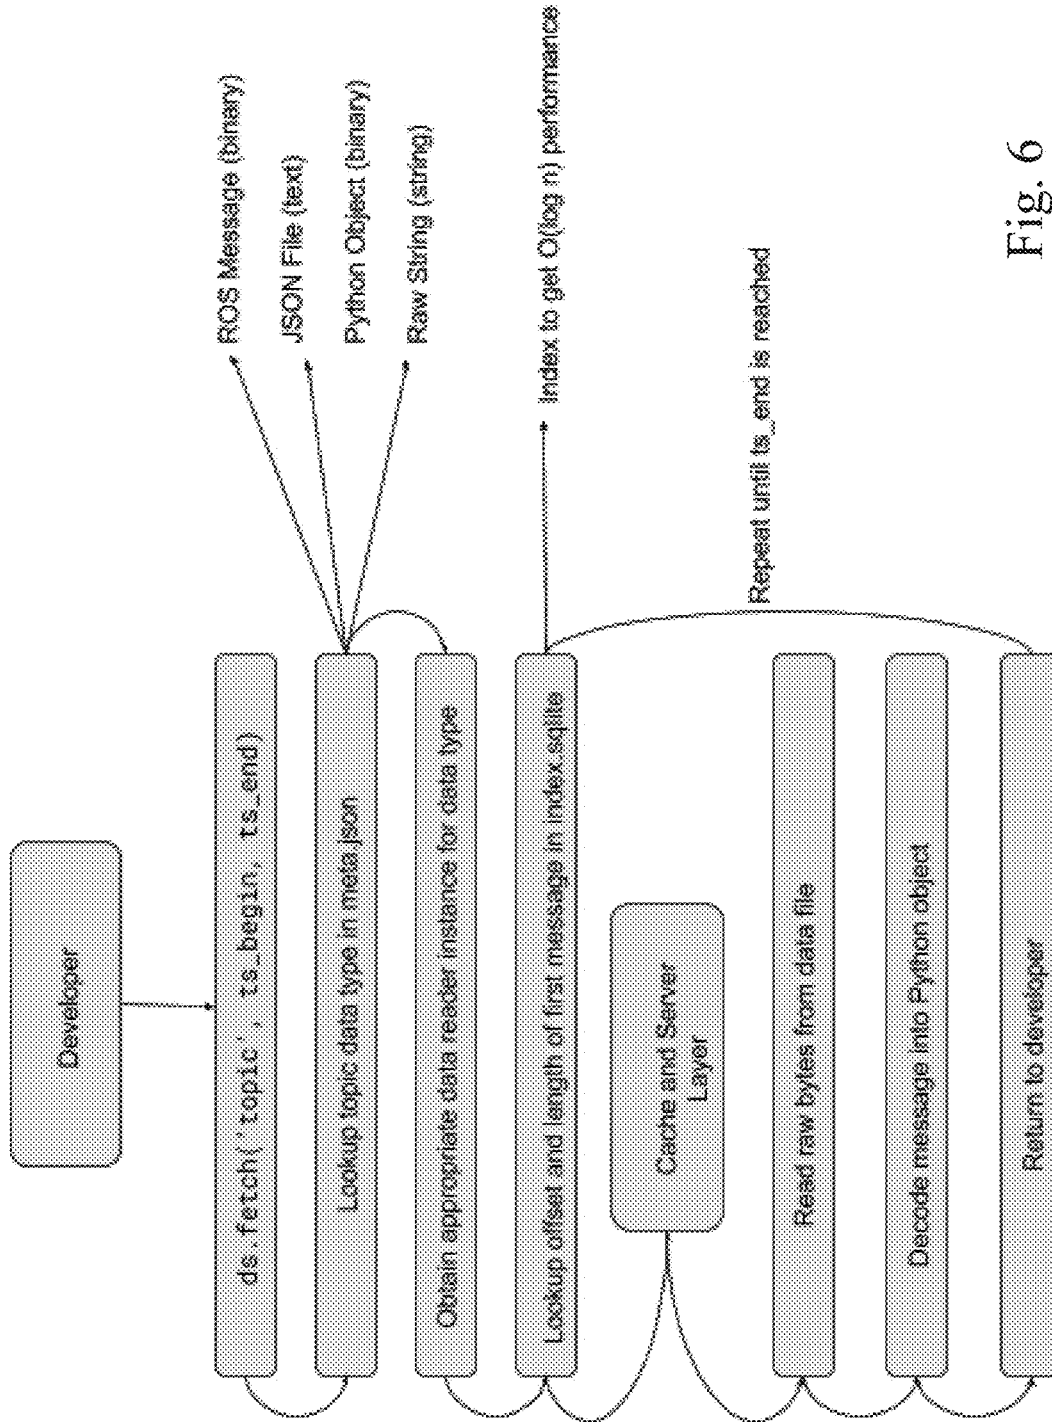 Developer
ds.fetch('topic', ts_begin, ts_end)
Lookup topic data type in meta.json
ROS Message (binary)
JSON File (text)
Python Object (binary)
Raw String (string)
Obtain appropriate data reader instance for data type
Lookup offset and length of first message in index.sqlite
Index to get O(log n) performance
Cache and Server
Layer
Repeat until ts_end is reached
Read raw bytes from data file
Decode message into Python object
Return to developer
Fig. 6